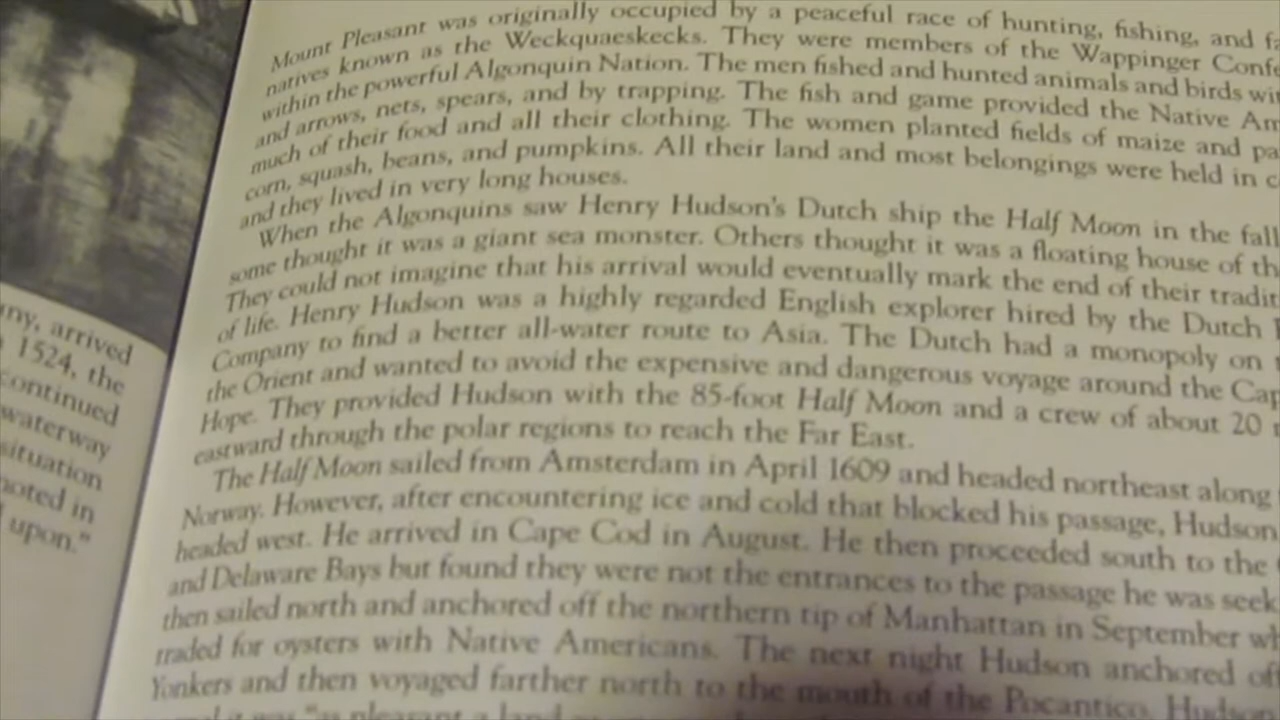 any, arrived
1524, the
continued
waterway
situation
noted in
upon."
Mount Pleasant was originally occupied by a peaceful race of hunting, fishing, and
natives known as the Weckquaeskecks. They were members of the Wappinger
within the powerful Algonquin Nation. The men fished and hunted animals and birds
and arrows, nets, spears, and by trapping. The fish and game provided the Native
much of their food and all their clothing. The women planted fields of maize and
corn, squash, beans, and pumpkins. All their land and most belongings were held in
and they lived in very long houses.
When the Algonquins saw Henry Hudson's Dutch ship the Half Moon in the fall
some thought it was a giant sea monster. Others thought it was a floating house of
They could not imagine that his arrival would eventually mark the end of their
of life. Henry Hudson was a highly regarded English explorer hired by the Dutch
Company to find a better all-water route to Asia. The Dutch had a monopoly on
the Orient and wanted to avoid the expensive and dangerous voyage around the
Hope. They provided Hudson with the 85-foot Half Moon and a crew of about 20
eastward through the polar regions to reach the Far East.
The Half Moon sailed from Amsterdam in April 1609 and headed northeast along
Norway. However, after encountering ice and cold that blocked his passage, Hudson
headed west. He arrived in Cape Cod in August. He then proceeded south to the
and Delaware Bays but found they were not the entrances to the passage he was
then sailed north and anchored off the northern tip of Manhattan in September
traded for oysters with Native Americans. The next night Hudson anchored
Yonkers and then voyaged farther north to the mouth of the Pocantico.
it was "as pleasant a land